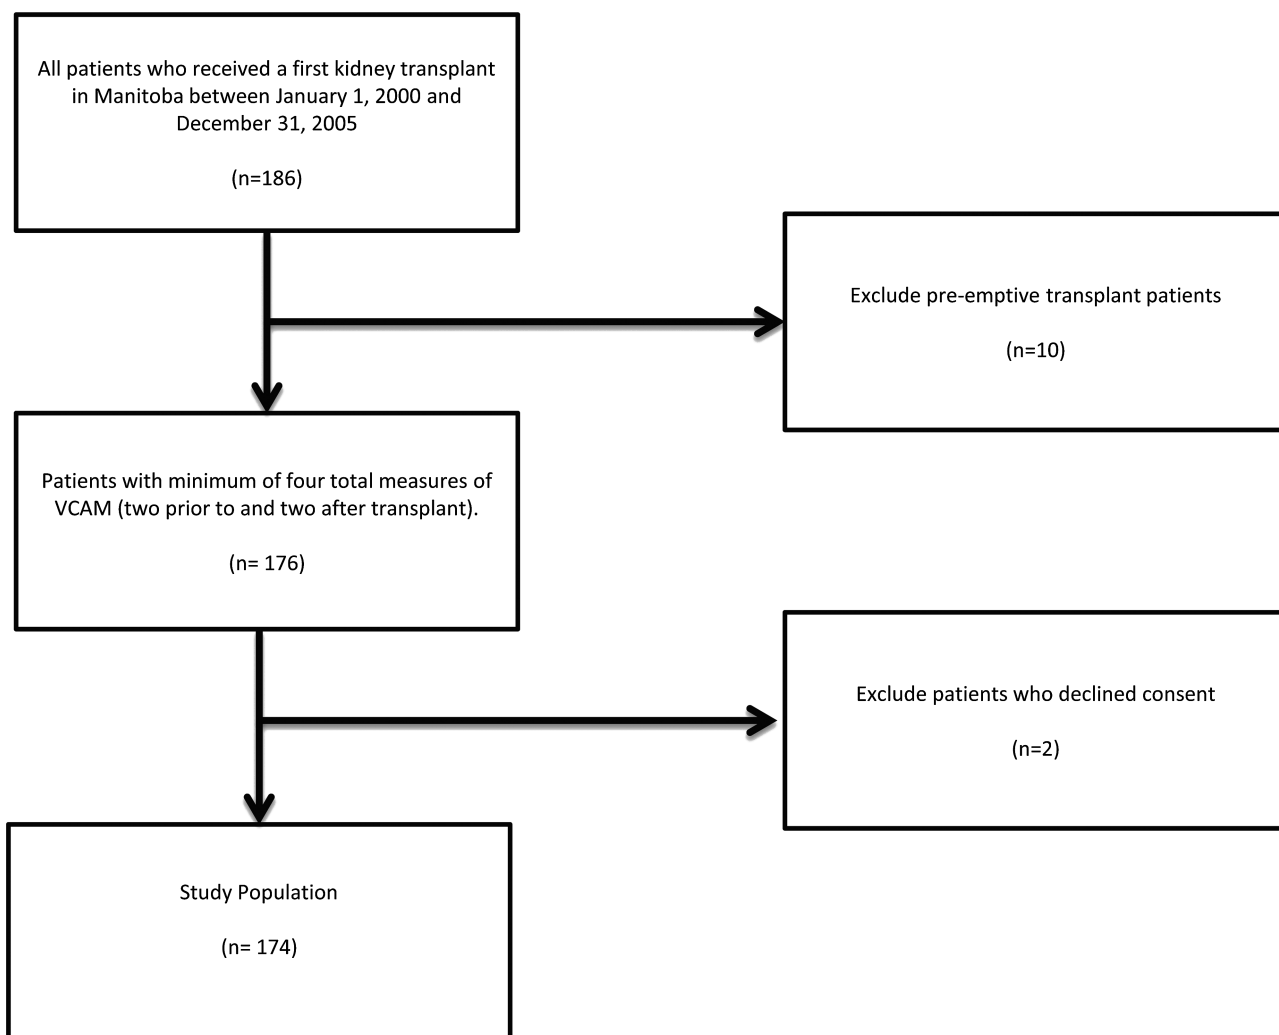 All patients who received a first kidney transplant
in Manitoba between January 1, 2000 and
December 31, 2005
(n=186)
Exclude pre-emptive transplant patients
(n=10)
Patients with minimum of four total measures of
VCAM (two prior to and two after transplant).
(n= 176)
Exclude patients who declined consent
(n=2)
Study Population
(n= 174)